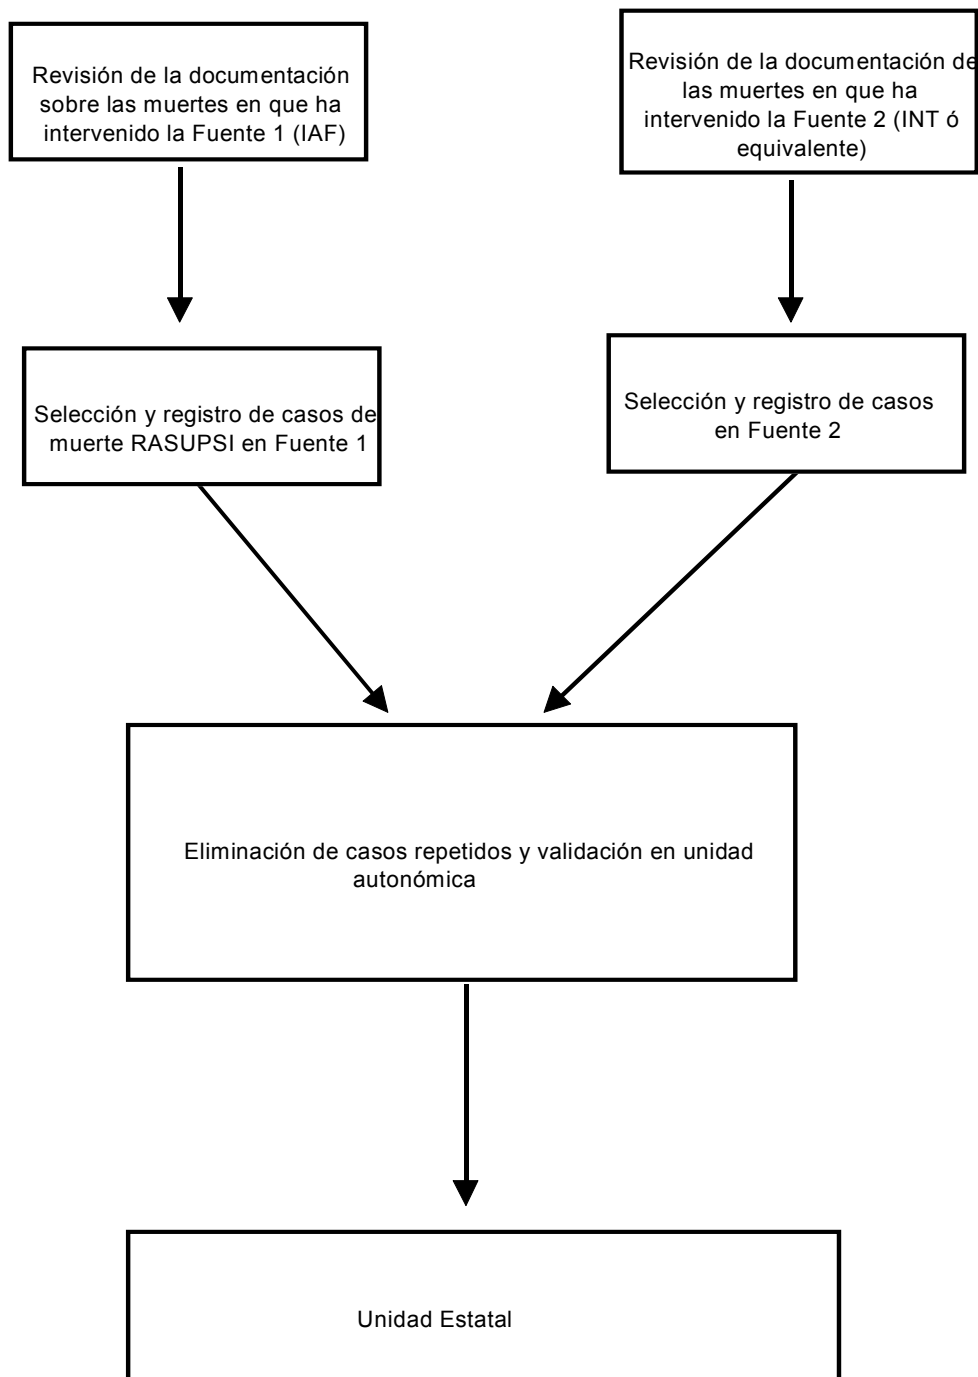 Revisión de la documentación
sobre las muertes en que ha
intervenido la Fuente 1 (IAF)
Revisión de la documentación de
las muertes en que ha
intervenido la Fuente 2 (INT ó
equivalente)
Selección y registro de casos de
muerte RASUPSI en Fuente 1
Selección y registro de casos
en Fuente 2
Eliminación de casos repetidos y validación en unidad
autonómica
Unidad Estatal